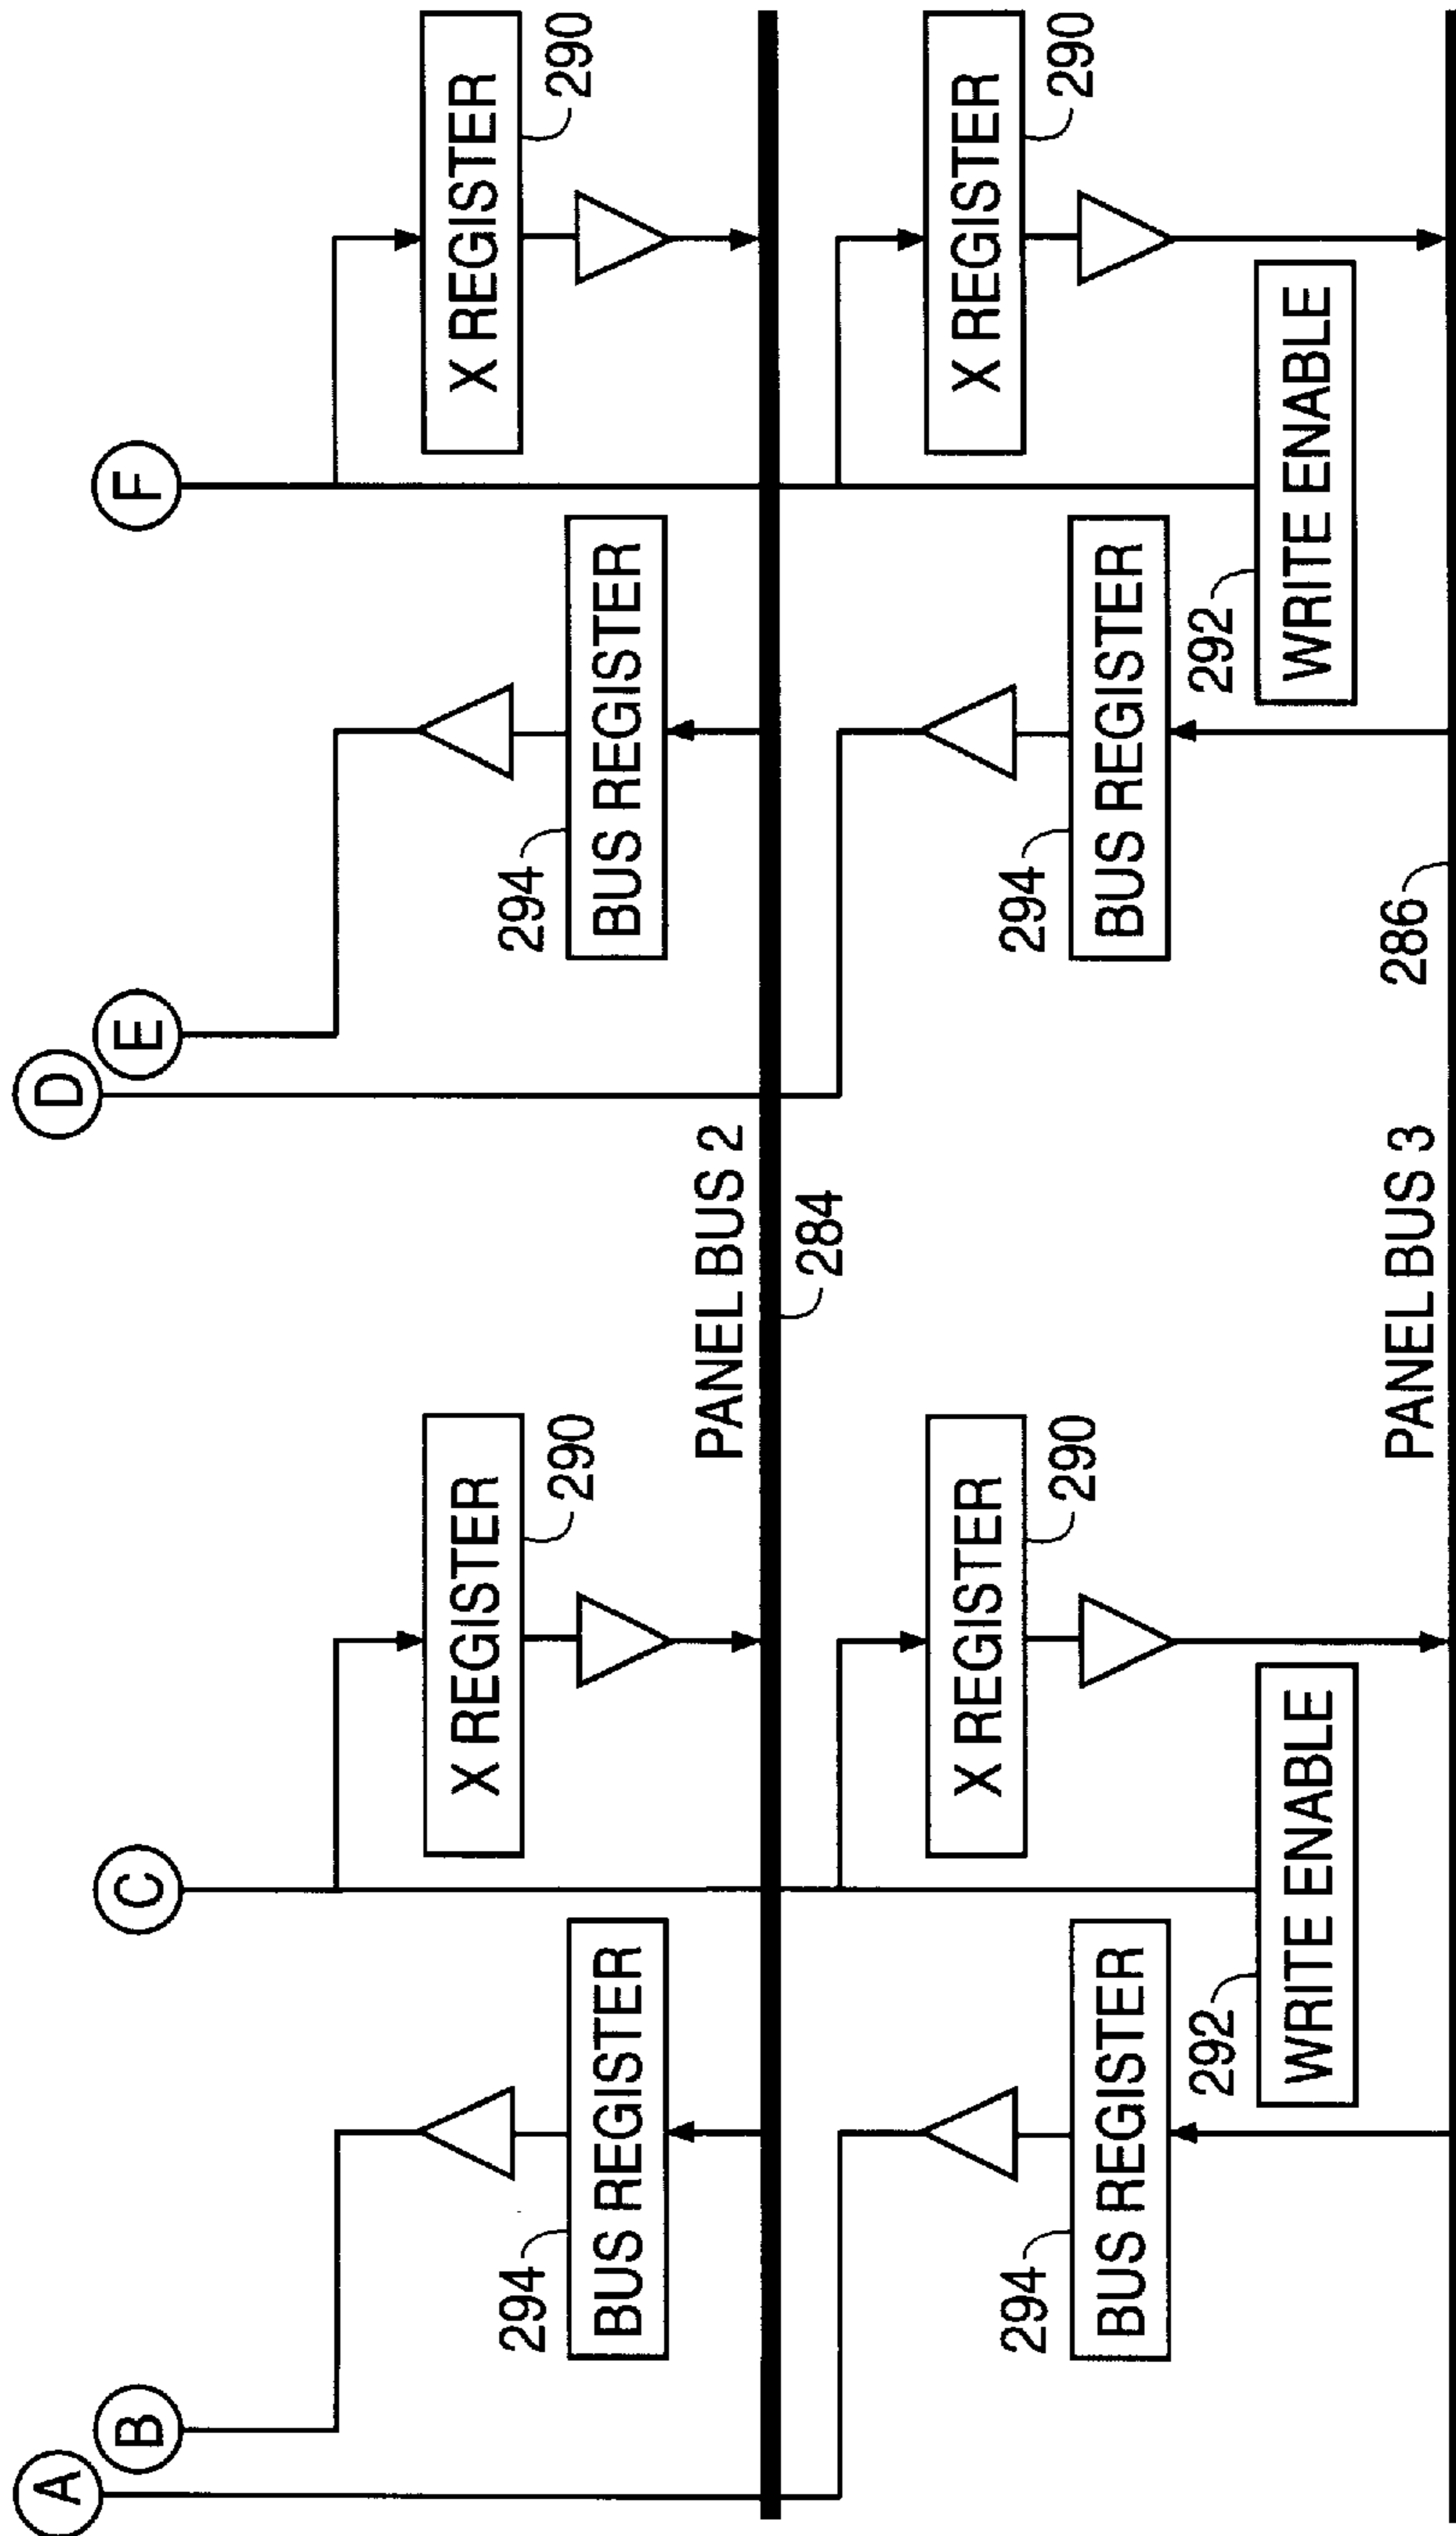 A
D
B
C
E
F
X REGISTER
X REGISTER
294
290
294
290
BUS REGISTER
BUS REGISTER
PANEL BUS 2
284
X REGISTER
X REGISTER
294
290
294
290
BUS REGISTER
BUS REGISTER
292
292
WRITE ENABLE
WRITE ENABLE
PANEL BUS 3
286